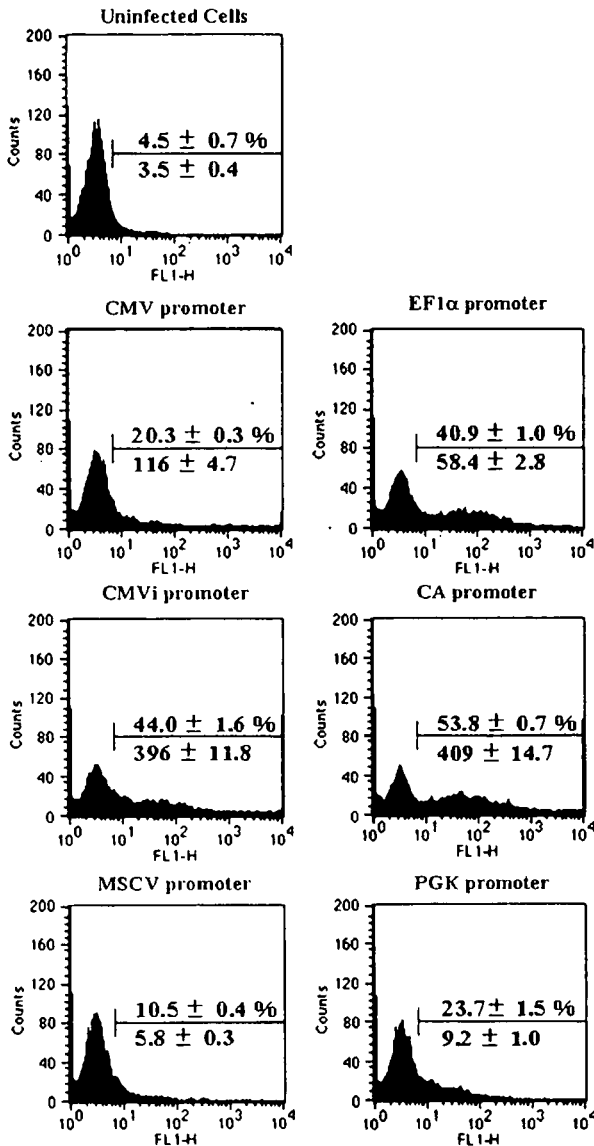 Uninfected Cells
200
160
120
80
40
0
Counts
4.5 ± 0.7 %
3.5 ± 0.4
10^0 10^1 10^2 10^3 10^4
FL1-H
CMV promoter
200
160
120
80
40
0
Counts
20.3 ± 0.3 %
116 ± 4.7
10^0 10^1 10^2 10^3 10^4
FL1-H
EF1α promoter
200
160
120
80
40
0
Counts
40.9 ± 1.0 %
58.4 ± 2.8
10^0 10^1 10^2 10^3 10^4
FL1-H
CMVi promoter
200
160
120
80
40
0
Counts
44.0 ± 1.6 %
396 ± 11.8
10^0 10^1 10^2 10^3 10^4
FL1-H
CA promoter
200
160
120
80
40
0
Counts
53.8 ± 0.7 %
409 ± 14.7
10^0 10^1 10^2 10^3 10^4
FL1-H
MSCV promoter
200
160
120
80
40
0
Counts
10.5 ± 0.4 %
5.8 ± 0.3
10^0 10^1 10^2 10^3 10^4
FL1-H
PGK promoter
200
160
120
80
40
0
Counts
23.7 ± 1.5 %
9.2 ± 1.0
10^0 10^1 10^2 10^3 10^4
FL1-H